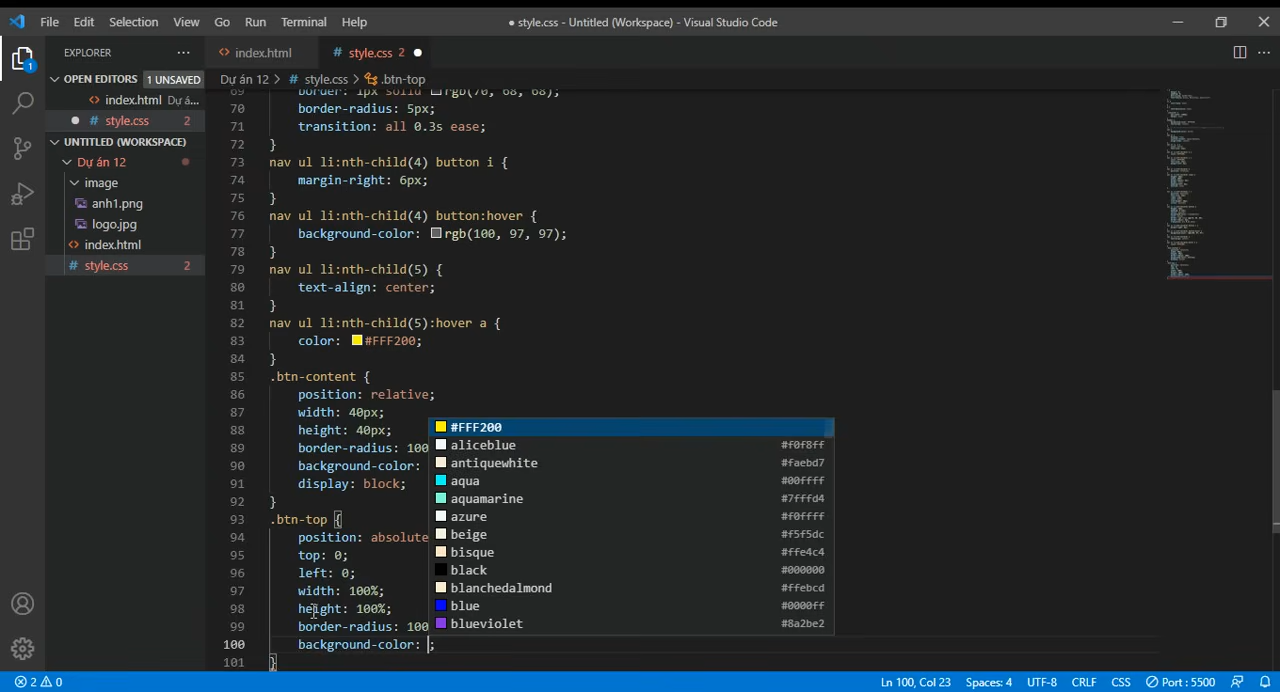 File Edit Selection View Go Run Terminal Help
● style.css - Untitled (Workspace) - Visual Studio Code
EXPLORER ···
<> index.html
# style.css 2 ●
OPEN EDITORS 1 UNSAVED
Dự án 12 > # style.css > .btn-top
<> index.html Dự á...
● # style.css 2
UNTITLED (WORKSPACE)
Dự án 12
image
anh1.png
logo.jpg
<> index.html
# style.css 2
1
69 border: 1px solid rgb(70, 68, 68);
70 border-radius: 5px;
71 transition: all 0.3s ease;
72 }
73 nav ul li:nth-child(4) button i {
74 margin-right: 6px;
75 }
76 nav ul li:nth-child(4) button:hover {
77 background-color: rgb(100, 97, 97);
78 }
79 nav ul li:nth-child(5) {
80 text-align: center;
81 }
82 nav ul li:nth-child(5):hover a {
83 color: #FFF200;
84 }
85 .btn-content {
86 position: relative;
87 width: 40px;
88 height: 40px;
89 border-radius: 100
90 background-color:
91 display: block;
92 }
93 .btn-top {
94 position: absolute
95 top: 0;
96 left: 0;
97 width: 100%;
98 height: 100%;
99 border-radius: 100
100 background-color: ;
101 }
#FFF200
aliceblue #f0f8ff
antiquewhite #faebd7
aqua #00ffff
aquamarine #7fffd4
azure #f0ffff
beige #f5f5dc
bisque #ffe4c4
black #000000
blanchedalmond #ffebcd
blue #0000ff
blueviolet #8a2be2
2 0
Ln 100, Col 23 Spaces: 4 UTF-8 CRLF CSS Port : 5500